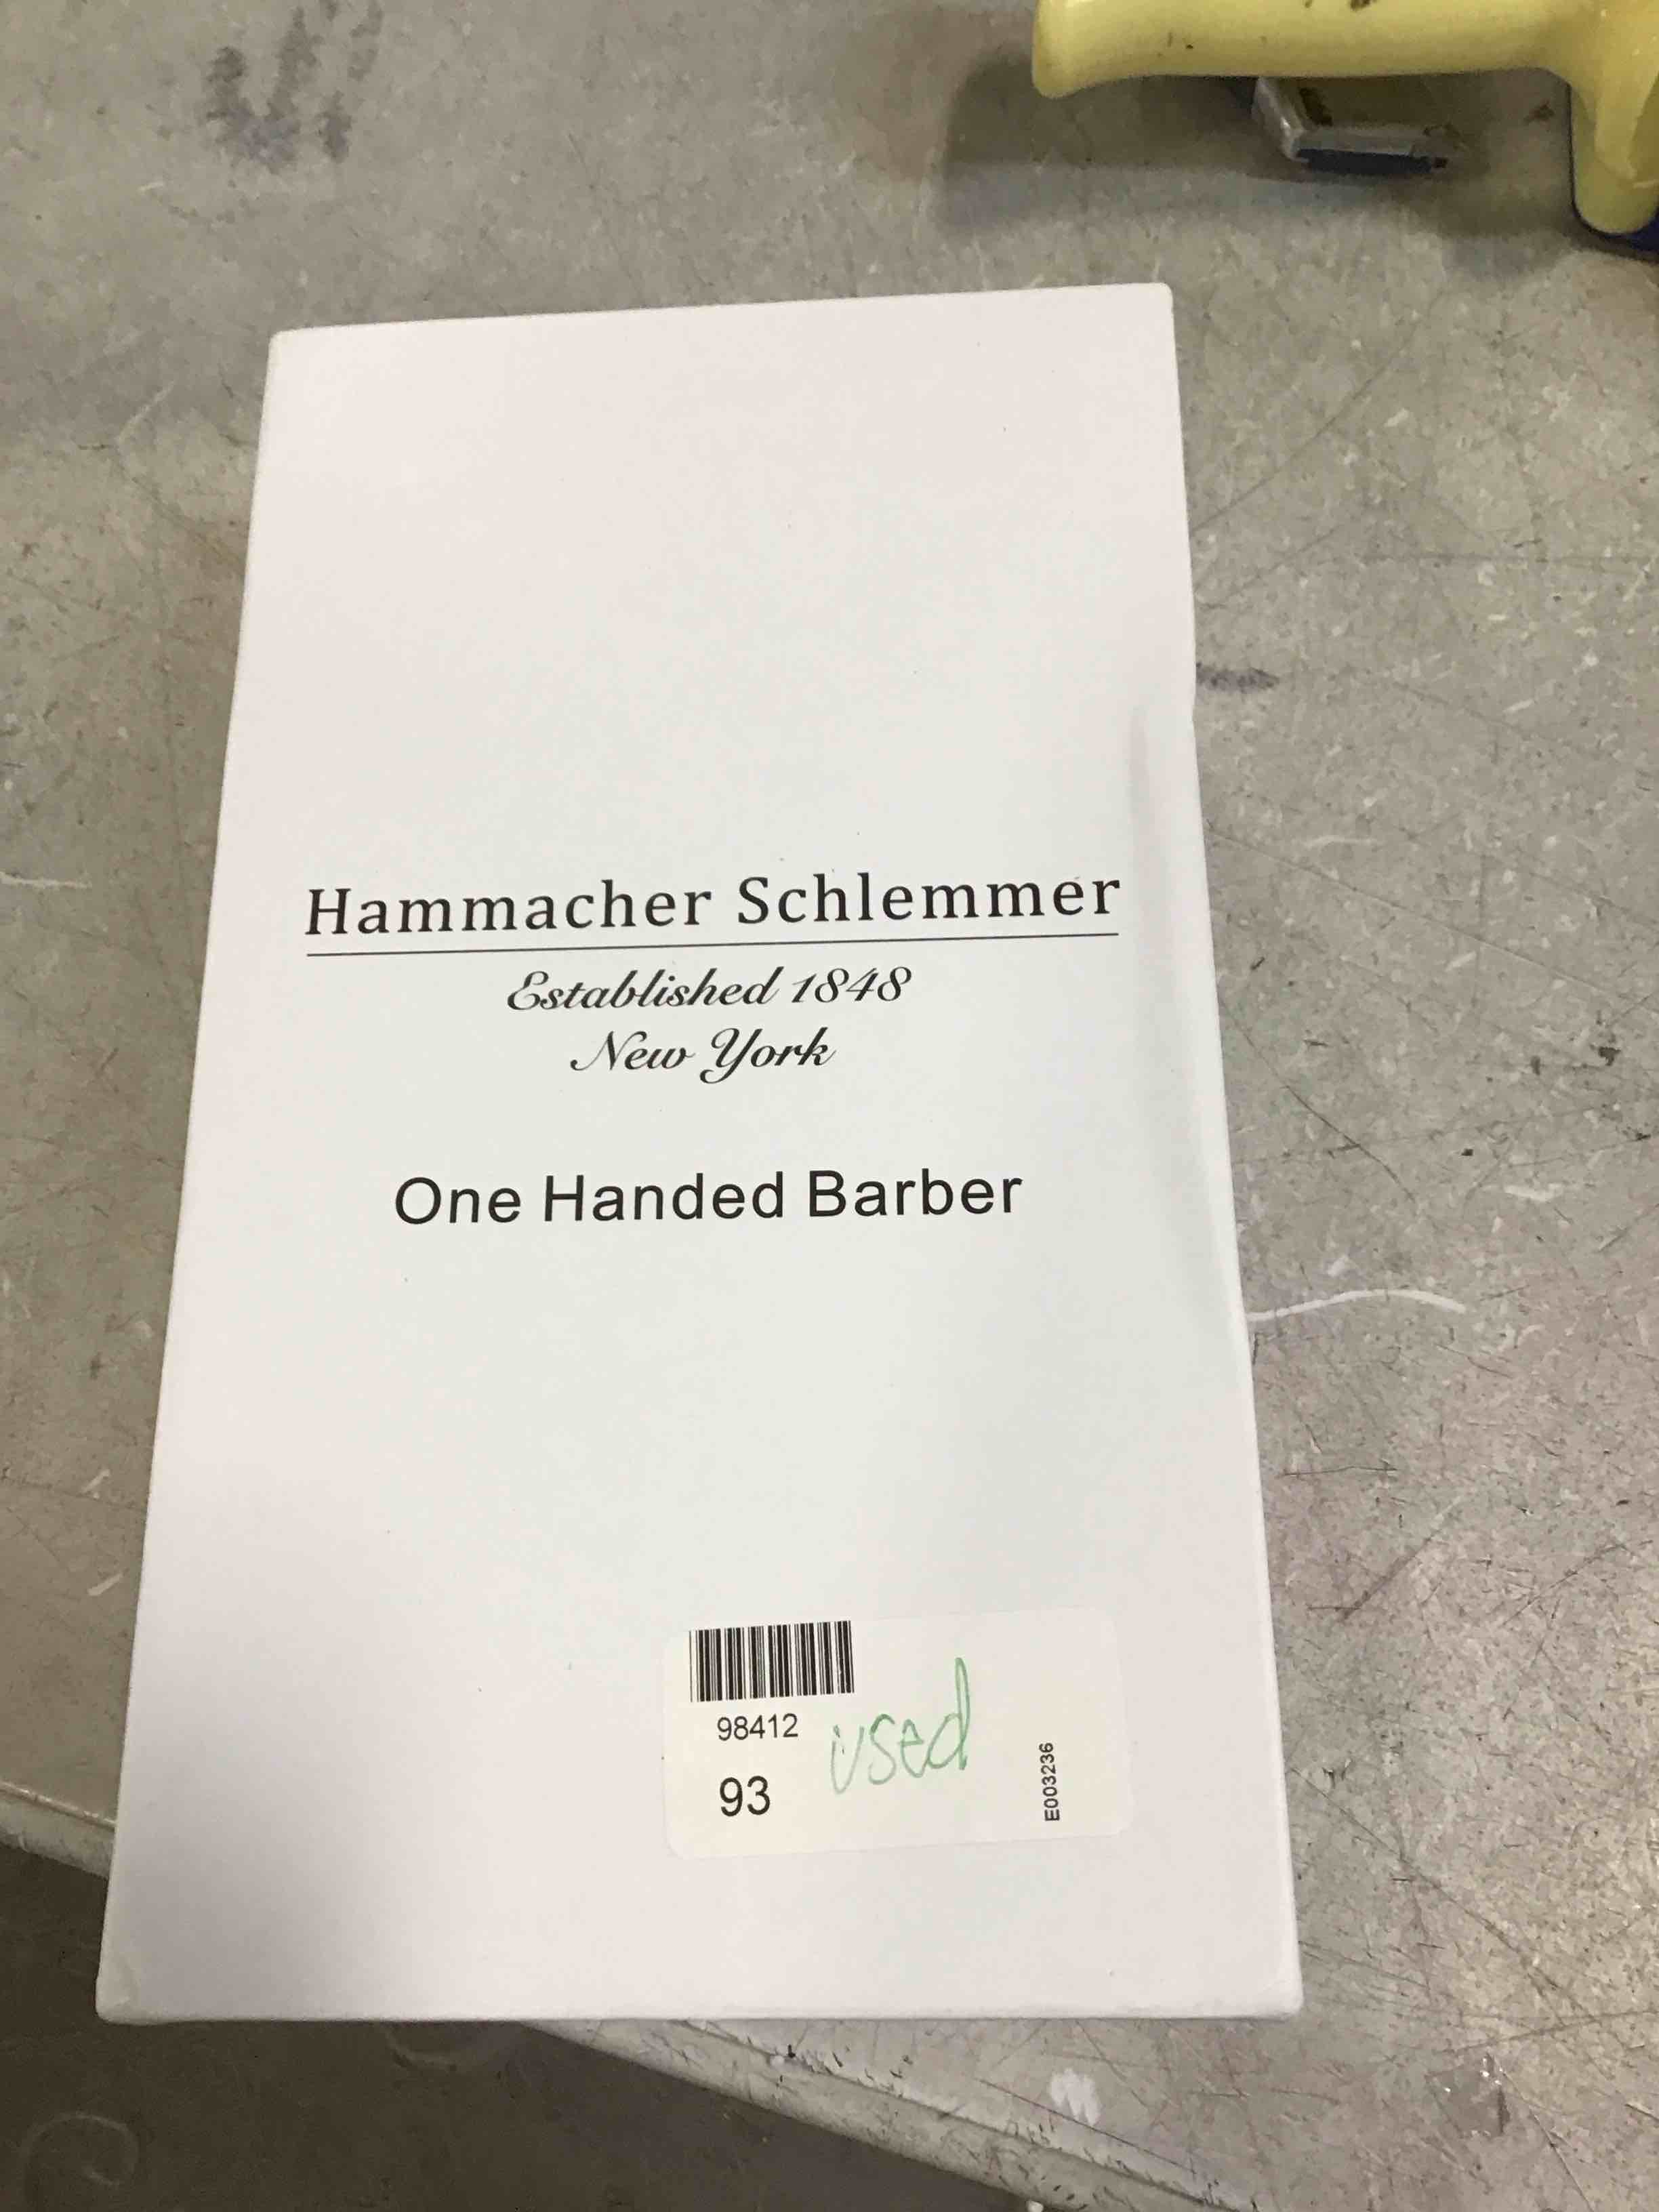 Hammacher Schlemmer
Established 1848
New York
One Handed Barber
98412
used
93
E003236